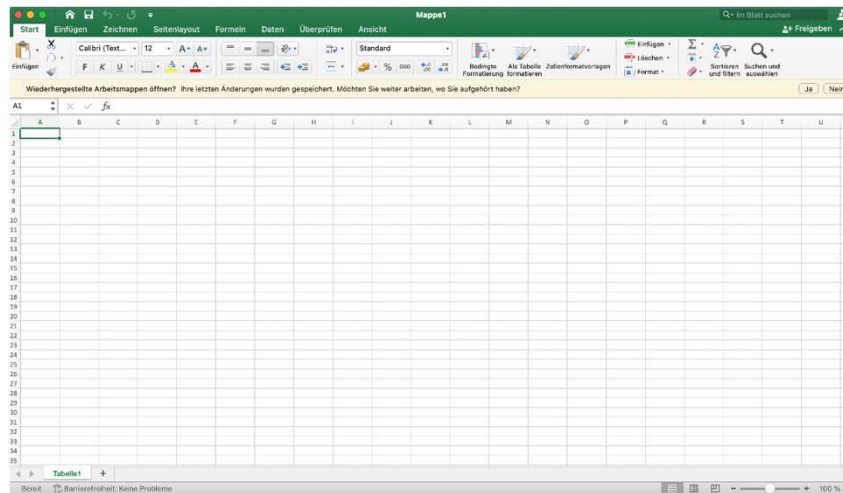 Mappe1
Im Blatt suchen
Start Einfügen Zeichnen Seitenlayout Formeln Daten Überprüfen Ansicht
Freigeben
Einfügen
Calibri (Text... 12 A A
F K U A
Standard
% 000
Bedingte Formatierung
Als Tabelle formatieren
Zellenformatvorlagen
Einfügen
Löschen
Format
Sortieren und filtern
Suchen und auswählen
Wiederhergestellte Arbeitsmappen öffnen? Ihre letzten Änderungen wurden gespeichert. Möchten Sie weiter arbeiten, wo Sie aufgehört haben? Ja Nein
A1 fx
A B C D E F G H I J K L M N O P Q R S T U
1
2
3
4
5
6
7
8
9
10
11
12
13
14
15
16
17
18
19
20
21
22
23
24
25
26
27
28
29
30
31
32
33
34
35
Tabelle1 +
Bereit Barrierefreiheit: Keine Probleme 100 %